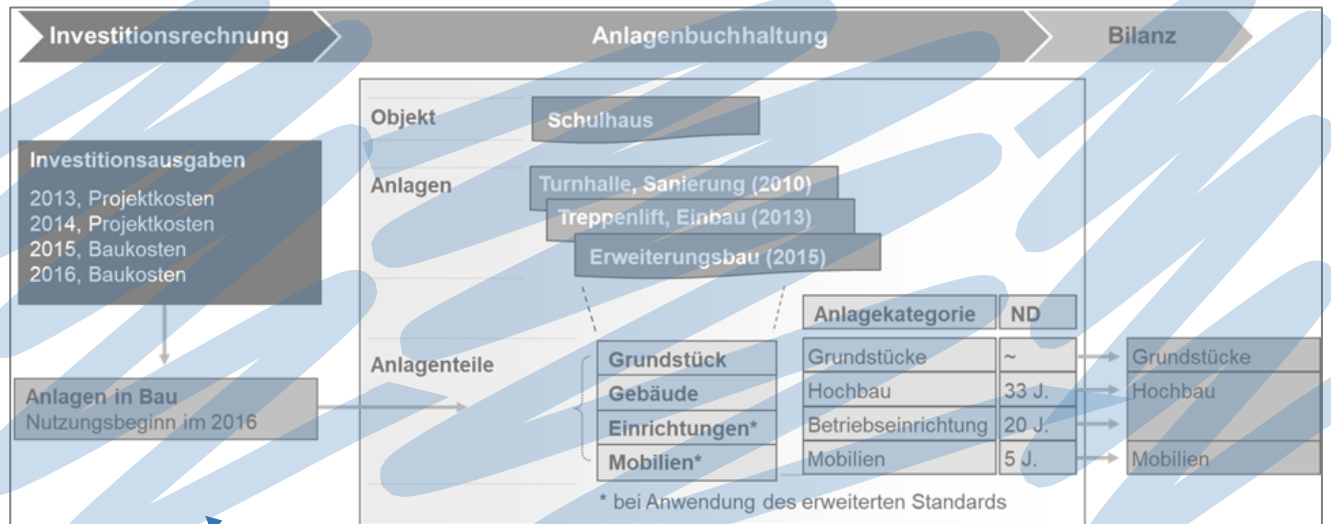 Investitionsrechnung
Anlagenbuchhaltung
Bilanz
Objekt
Schulhaus
Investitionsausgaben
2013, Projektkosten
2014, Projektkosten
2015, Baukosten
2016, Baukosten
Anlagen
Turnhalle, Sanierung (2010)
Treppenlift, Einbau (2013)
Erweiterungsbau (2015)
Anlagekategorie ND
Anlagenteile
Grundstück Grundstücke ~ Grundstücke
Gebäude Hochbau 33 J. Hochbau
Einrichtungen* Betriebseinrichtung 20 J.
Mobilien* Mobilien 5 J. Mobilien
Anlagen in Bau
Nutzungsbeginn im 2016
* bei Anwendung des erweiterten Standards